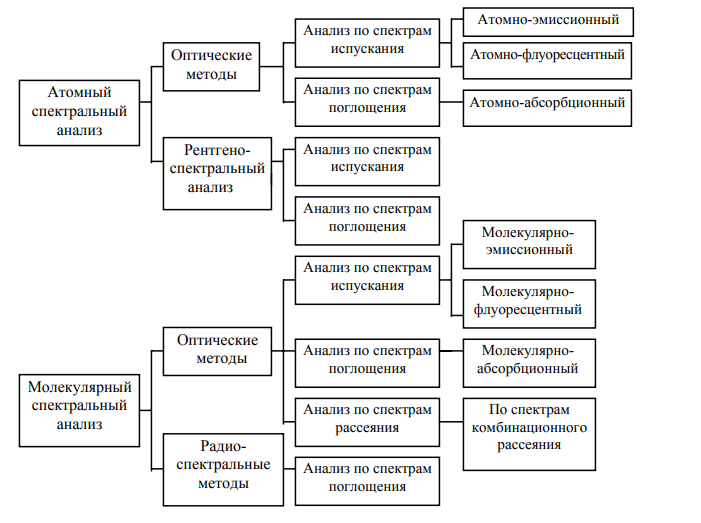 Атомный
спектральный
анализ
Оптические
методы
Анализ по спектрам
испускания
Атомно-эмиссионный
Атомно-флуоресцентный
Анализ по спектрам
поглощения
Атомно-абсорбционный
Рентгено-
спектральный
анализ
Анализ по спектрам
испускания
Анализ по спектрам
поглощения
Молекулярный
спектральный
анализ
Оптические
методы
Анализ по спектрам
испускания
Молекулярно-
эмиссионный
Молекулярно-
флуоресцентный
Анализ по спектрам
поглощения
Молекулярно-
абсорбционный
Анализ по спектрам
рассеяния
По спектрам
комбинационного
рассеяния
Радио-
спектральные
методы
Анализ по спектрам
поглощения